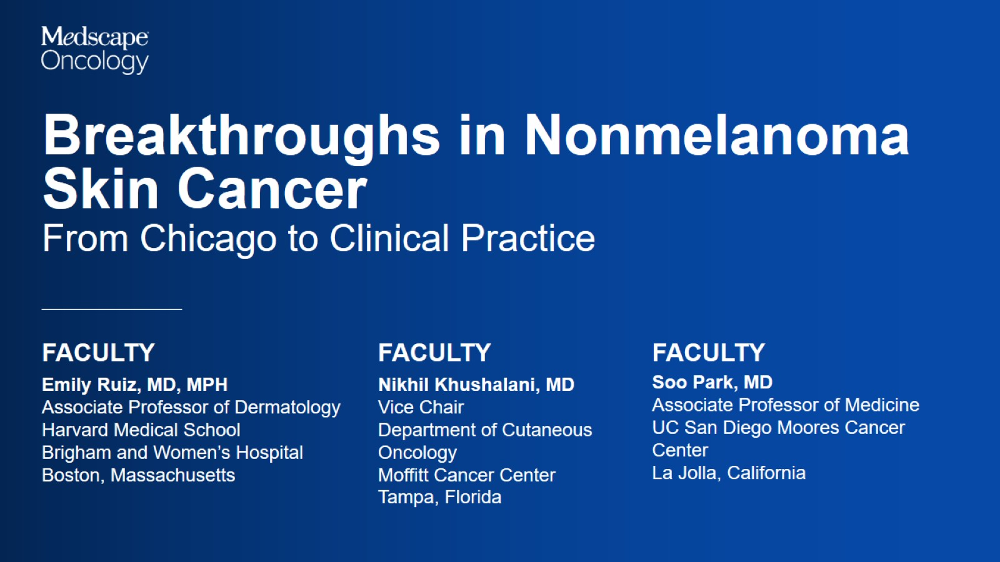 Medscape
Oncology
Breakthroughs in Nonmelanoma
Skin Cancer
From Chicago to Clinical Practice
FACULTY
Emily Ruiz, MD, MPH
Associate Professor of Dermatology
Harvard Medical School
Brigham and Women's Hospital
Boston, Massachusetts
FACULTY
Nikhil Khushalani, MD
Vice Chair
Department of Cutaneous
Oncology
Moffitt Cancer Center
Tampa, Florida
FACULTY
Soo Park, MD
Associate Professor of Medicine
UC San Diego Moores Cancer
Center
La Jolla, California